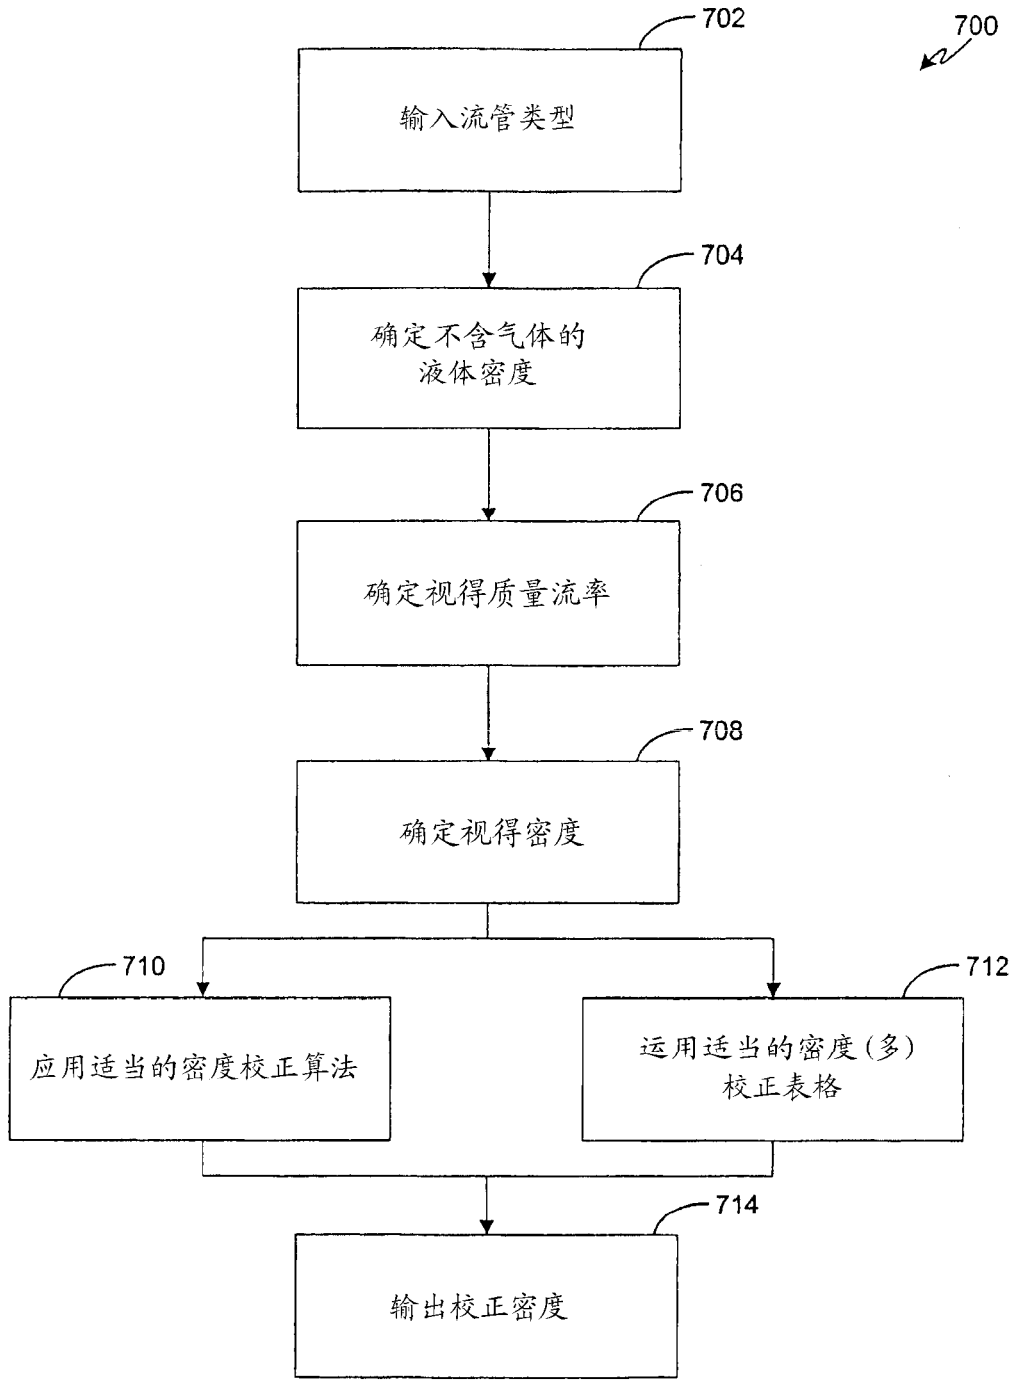 702
700
输入流管类型
704
确定不含气体的
液体密度
706
确定视得质量流率
708
确定视得密度
710
712
应用适当的密度校正算法
运用适当的密度(多)
校正表格
714
输出校正密度